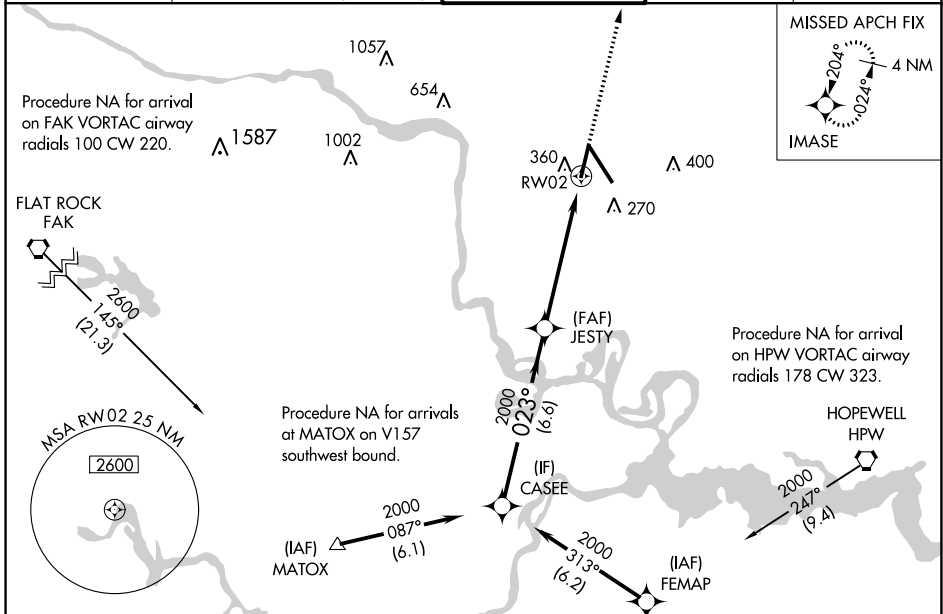 MISSED APCH FIX
204°
4 NM
024°
IMASE
1057
654
Procedure NA for arrival
on FAK VORTAC airway
radials 100 CW 220.
1587
1002
360
400
RW02
270
FLAT ROCK
FAK
2600
145°
(21.3)
(FAF)
JESTY
Procedure NA for arrival
on HPW VORTAC airway
radials 178 CW 323.
2000
023°
(6.6)
Procedure NA for arrivals
at MATOX on V157
southwest bound.
HOPEWELL
HPW
MSA RW02 25 NM
2600
(IF)
CASEE
2000
247°
(9.4)
2000
087°
(6.1)
(IAF)
MATOX
2000
313°
(6.2)
(IAF)
FEMAP